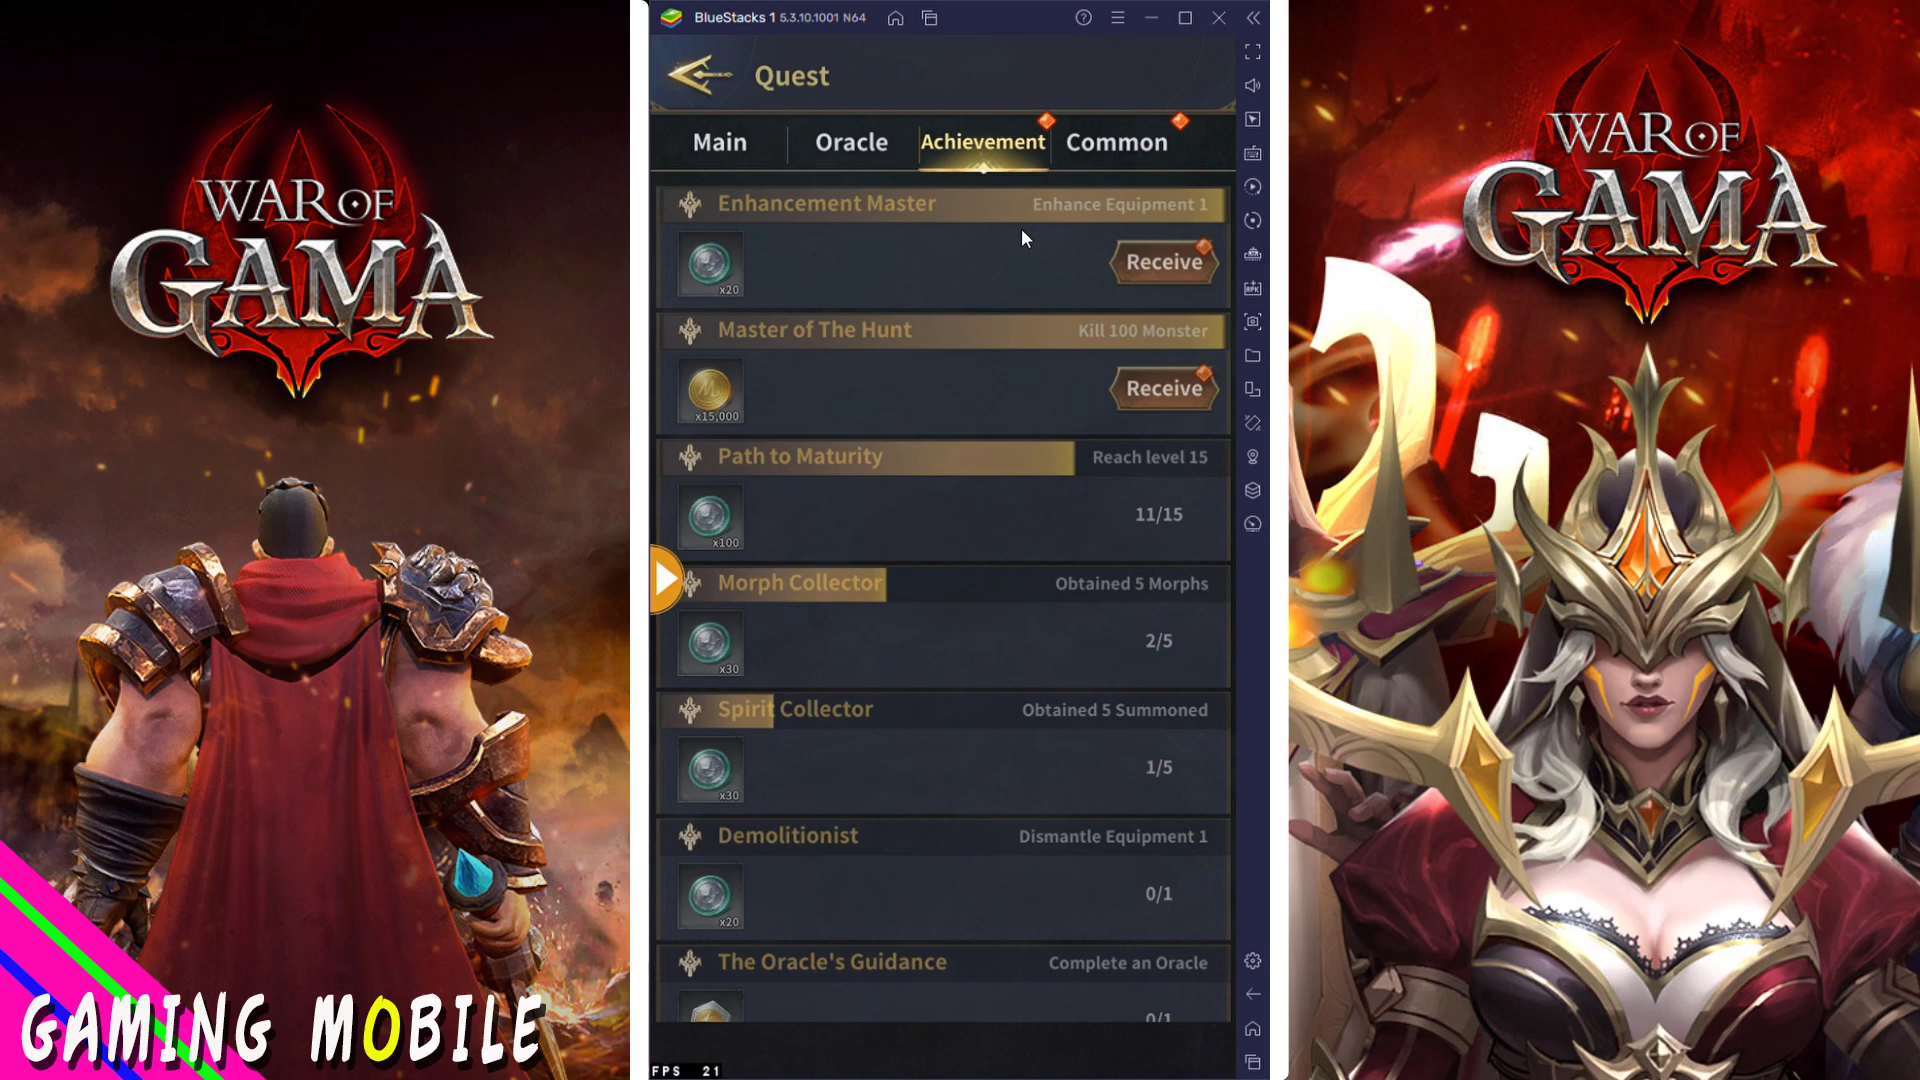 WAR OF
GAMA
GAMING MOBILE
BlueStacks 1 5.3.10.1001 N64
Quest
Main
Oracle
Achievement
Common
Enhancement Master
Enhance Equipment 1
x20
Receive
Master of The Hunt
Kill 100 Monster
x15,000
Receive
Path to Maturity
Reach level 15
x100
11/15
Morph Collector
Obtained 5 Morphs
x30
2/5
Spirit Collector
Obtained 5 Summoned
x30
1/5
Demolitionist
Dismantle Equipment 1
x20
0/1
The Oracle's Guidance
Complete an Oracle
0/1
FPS 21
WAR OF
GAMA